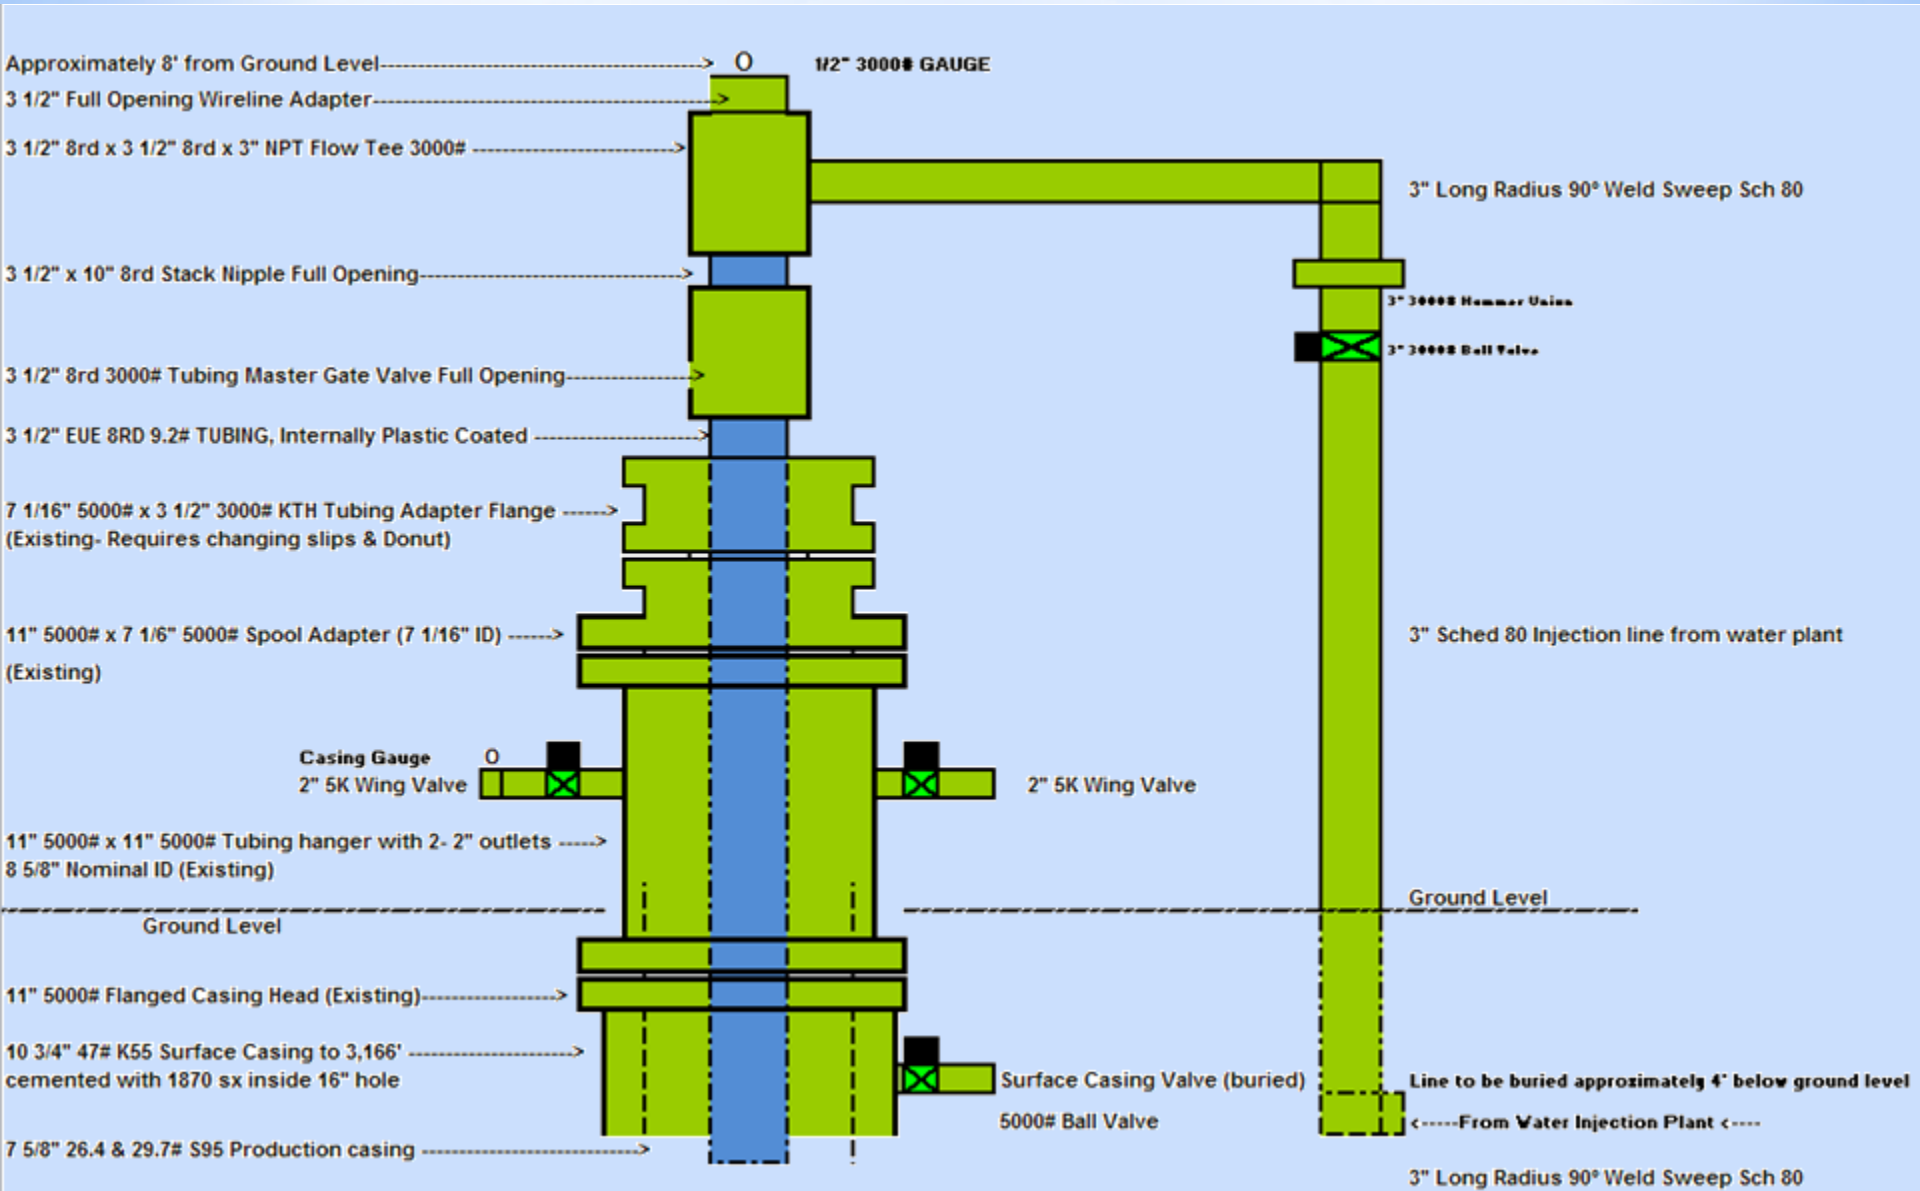 Approximately 8' from Ground Level----------> O 1/2" 3000# GAUGE
3 1/2" Full Opening Wireline Adapter---------->
3 1/2" 8rd x 3 1/2" 8rd x 3" NPT Flow Tee 3000# ---------->
3" Long Radius 90º Weld Sweep Sch 80
3 1/2" x 10" 8rd Stack Nipple Full Opening---------->
3" 3000# Hammer Union
3" 3000# Ball Valve
3 1/2" 8rd 3000# Tubing Master Gate Valve Full Opening---------->
3 1/2" EUE 8RD 9.2# TUBING, Internally Plastic Coated ---------->
7 1/16" 5000# x 3 1/2" 3000# KTH Tubing Adapter Flange ----->
(Existing- Requires changing slips & Donut)
11" 5000# x 7 1/6" 5000# Spool Adapter (7 1/16" ID) ----->
(Existing)
3" Sched 80 Injection line from water plant
Casing Gauge O
2" 5K Wing Valve
2" 5K Wing Valve
11" 5000# x 11" 5000# Tubing hanger with 2- 2" outlets ----->
8 5/8" Nominal ID (Existing)
Ground Level
Ground Level
11" 5000# Flanged Casing Head (Existing)---------->
10 3/4" 47# K55 Surface Casing to 3,166' ---------->
cemented with 1870 sx inside 16" hole
Surface Casing Valve (buried)
5000# Ball Valve
Line to be buried approximately 4' below ground level
<-----From Water Injection Plant <----
7 5/8" 26.4 & 29.7# S95 Production casing ---------->
3" Long Radius 90º Weld Sweep Sch 80